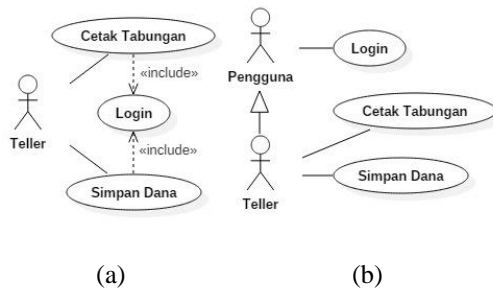 Cetak Tabungan
«include»
Login
Teller
«include»
Simpan Dana
(a)
Pengguna
Login
Cetak Tabungan
Simpan Dana
Teller
(b)